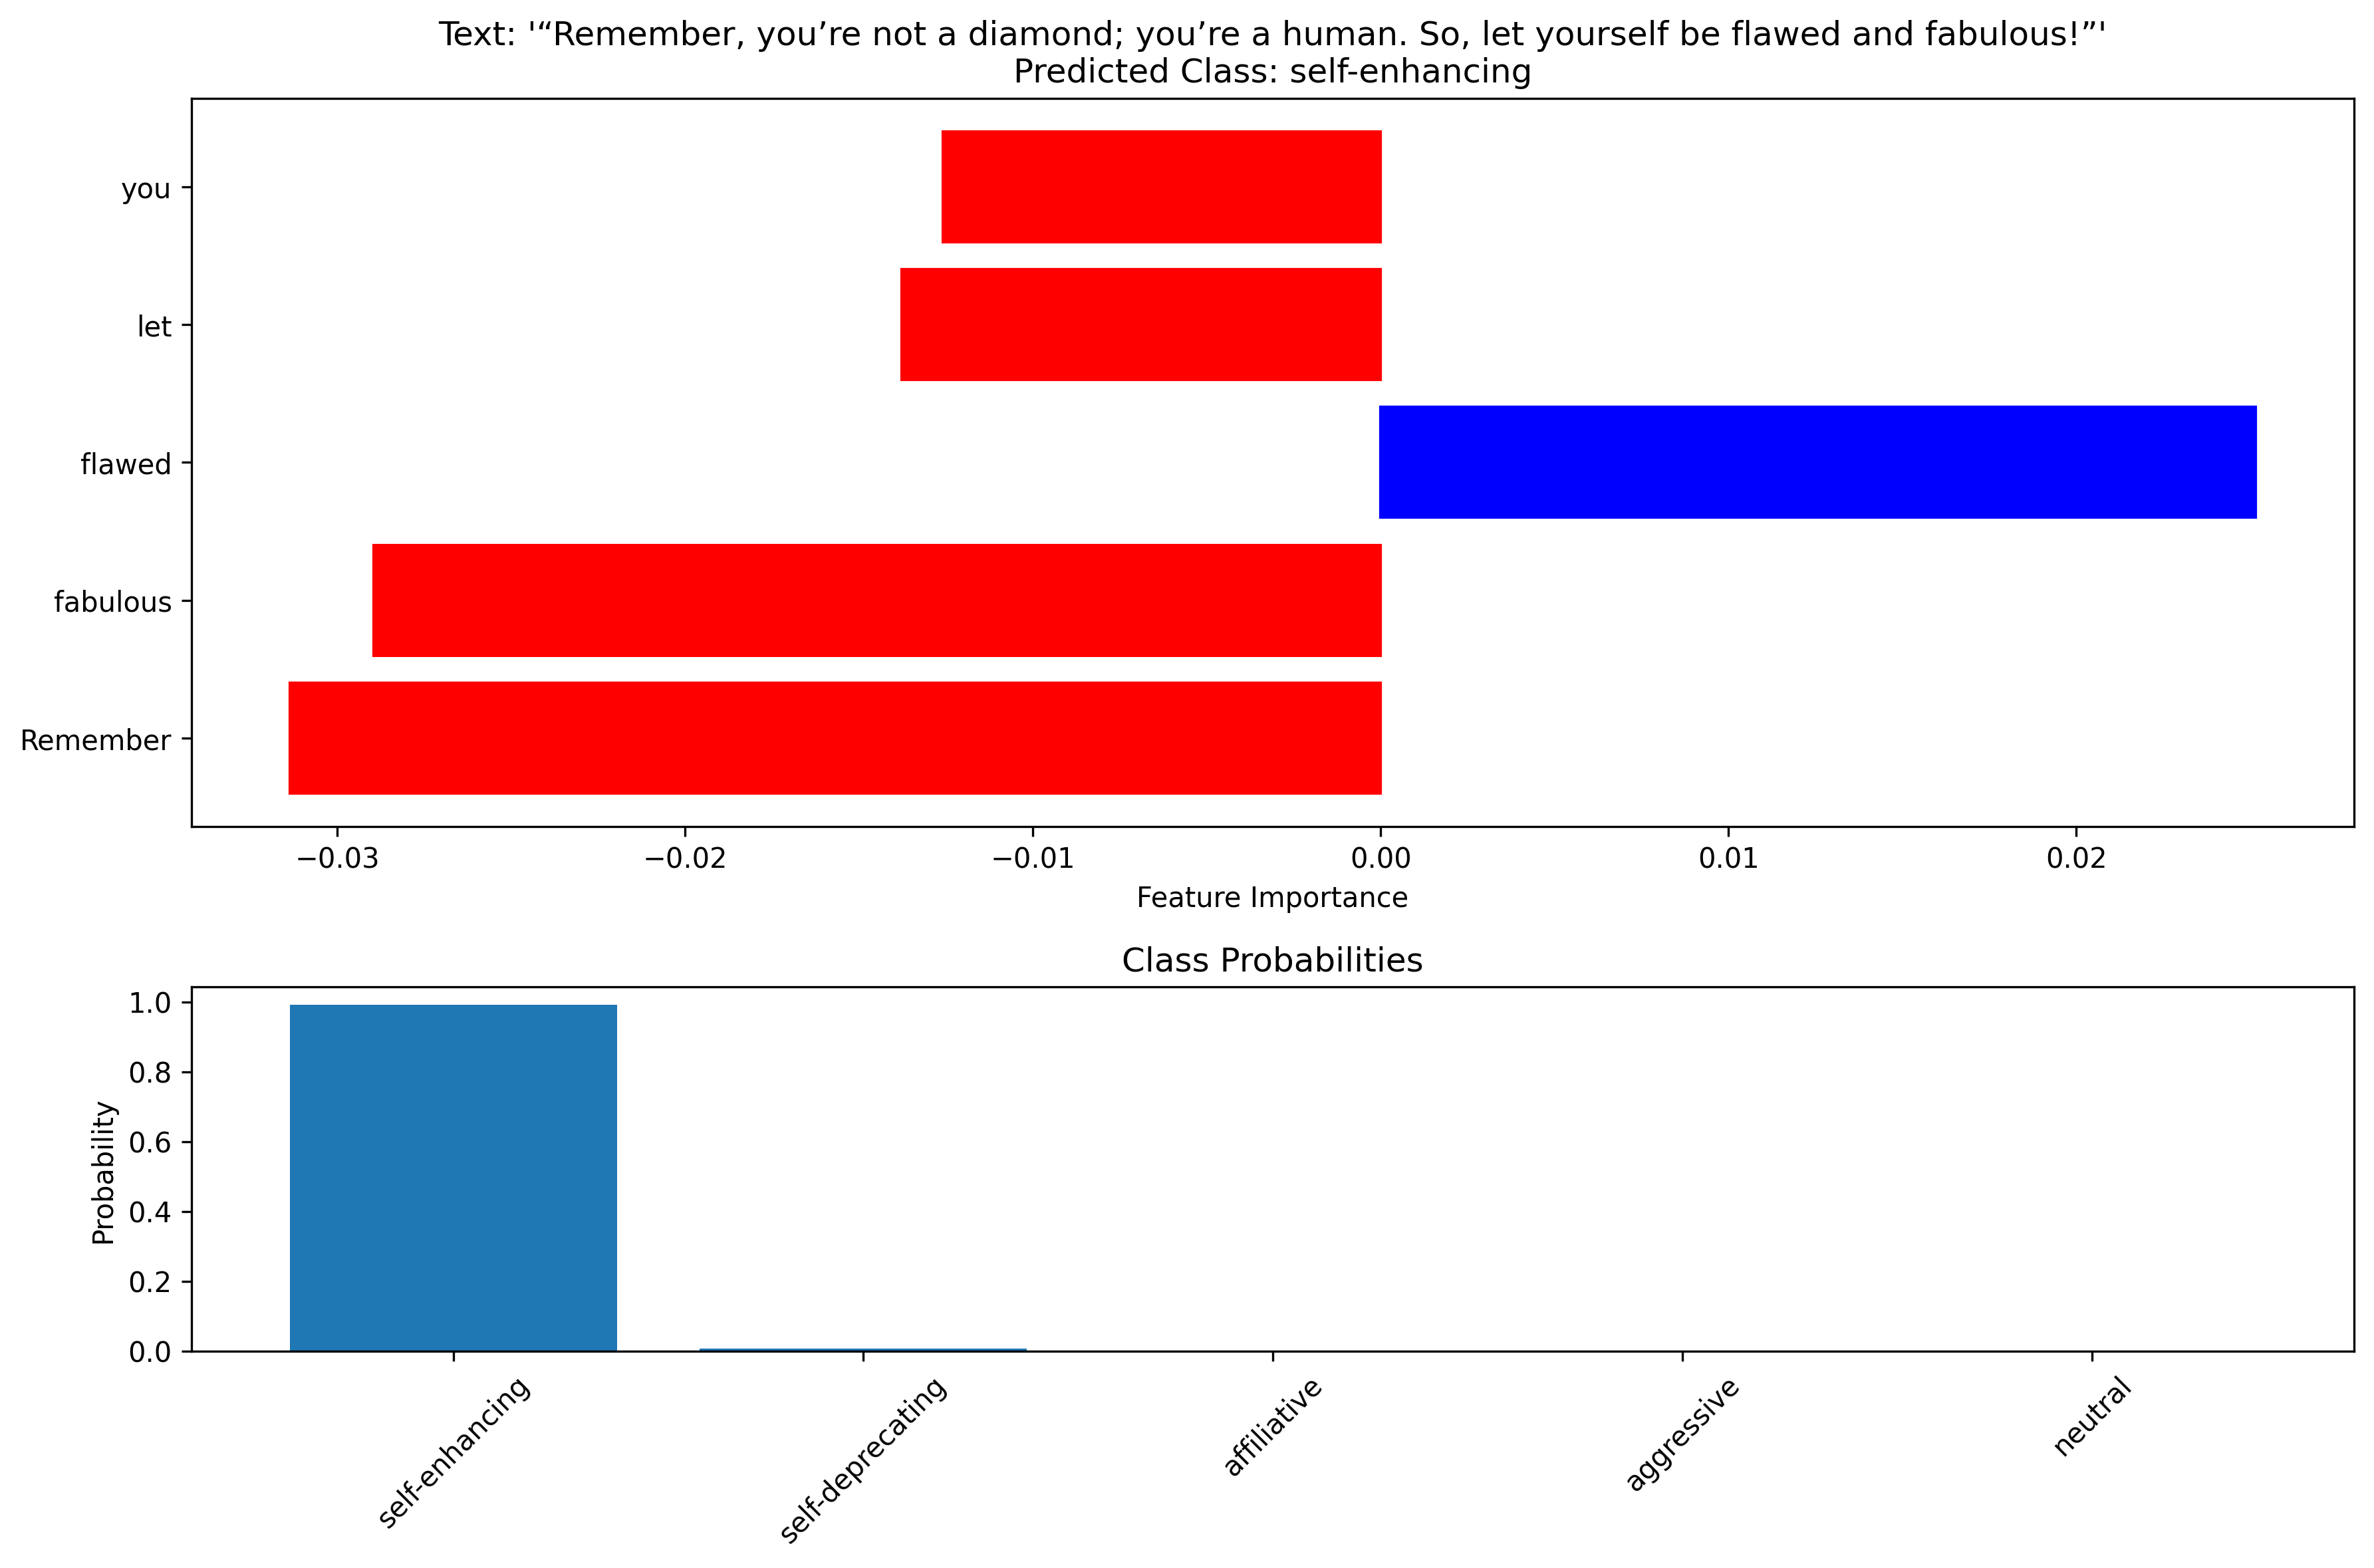 Text: '“Remember, you’re not a diamond; you’re a human. So, let yourself be flawed and fabulous!”'
Predicted Class: self-enhancing
you
let
flawed
fabulous
Remember
−0.03
−0.02
−0.01
0.00
0.01
0.02
Feature Importance
Class Probabilities
1.0
0.8
0.6
0.4
0.2
0.0
Probability
self-enhancing
self-deprecating
affiliative
aggressive
neutral